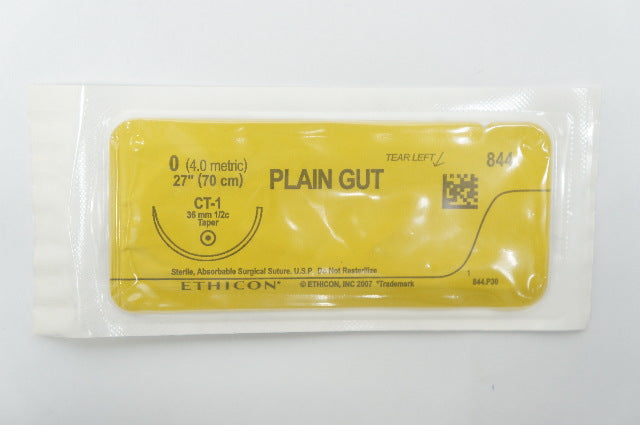 0 (4.0 metric)
27" (70 cm)
CT-1
36 mm 1/2c
Taper
PLAIN GUT
TEAR LEFT
844
Sterile, Absorbable Surgical Suture. U.S.P. Do Not Resterilize
ETHICON* © ETHICON, INC 2007 *Trademark
1
844.P30